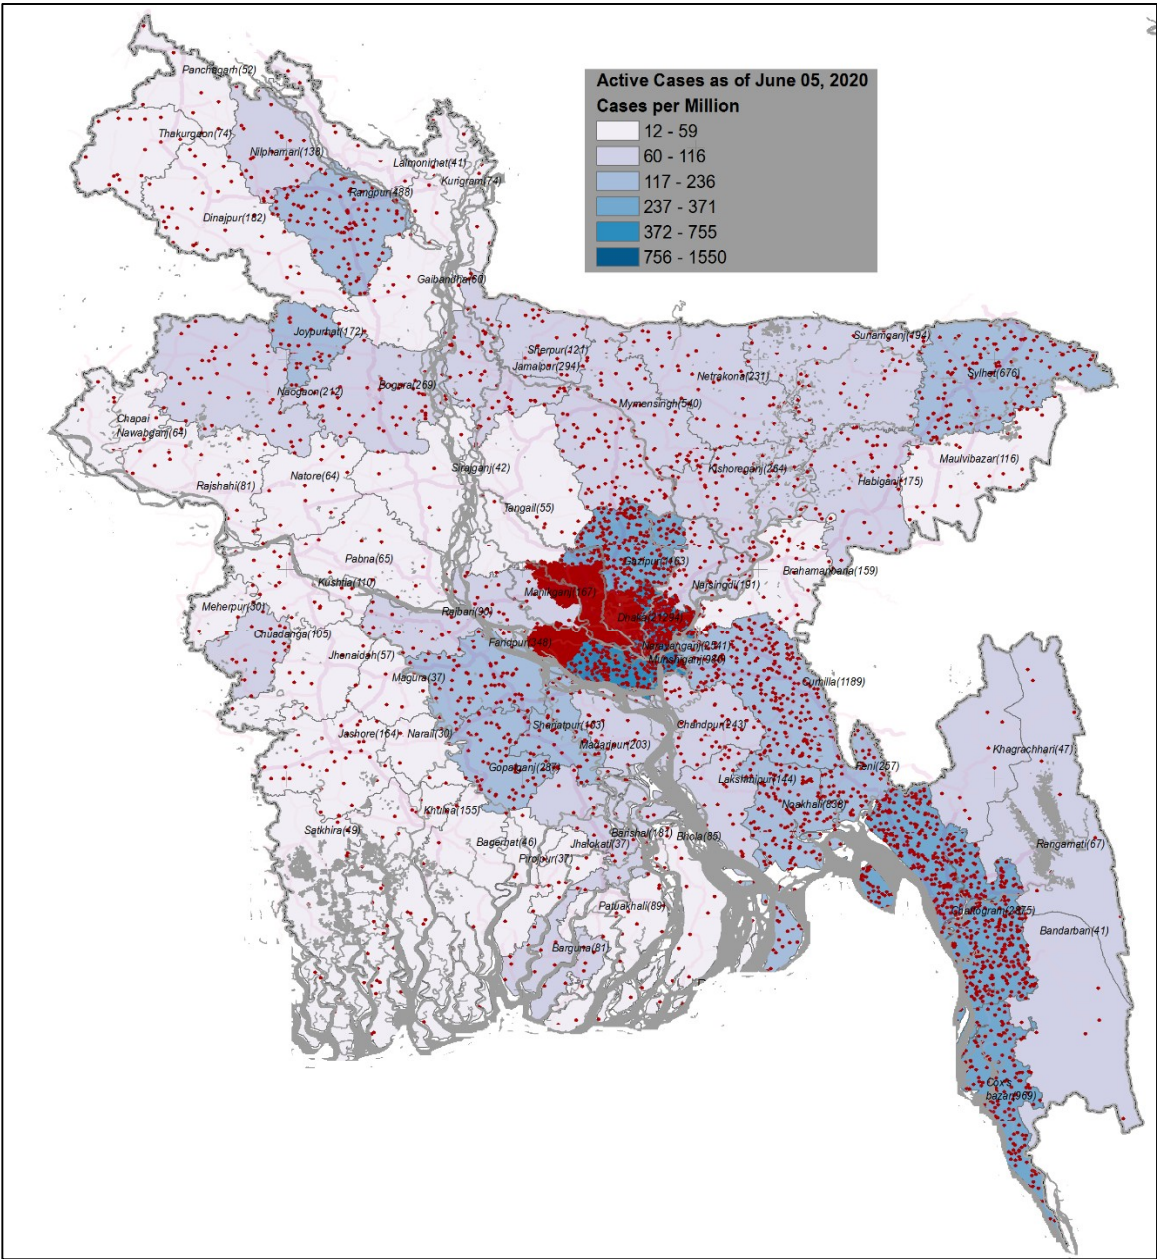 Active Cases as of June 05, 2020
Cases per Million
12 - 59
60 - 116
117 - 236
237 - 371
372 - 755
756 - 1550
Panchagarh(52)
Thakurgaon(74)
Nilphamari(138)
Lalmonirhat(41)
Kurigram(74)
Rangpur(488)
Dinajpur(182)
Gaibandha(60)
Joypurhat(172)
Sherpur(121)
Jamalpur(294)
Netrakona(231)
Sunamganj(194)
Sylhet(676)
Bogora(269)
Naogaon(212)
Mymensingh(540)
Chapai
Nawabganj(64)
Natore(64)
Sirajganj(42)
Kishoreganj(264)
Maulvibazar(116)
Rajshahi(81)
Habiganj(175)
Tangail(55)
Pabna(65)
Kushtia(110)
Narsingdi(191)
Brahamanbaria(159)
Manikganj(167)
Meherpur(30)
Rajbari(90)
Chuadanga(105)
Faridpur(348)
Jhenaidah(57)
Magura(37)
Cumilla(1189)
Shariatpur(103)
Chandpur(243)
Jashore(164)
Narail(30)
Madaripur(203)
Khagrachhari(47)
Gopalganj(287)
Lakshmipur(144)
Feni(257)
Khulna(155)
Noakhali(838)
Satkhira(49)
Bagerhat(46)
Jhalokati(37)
Barishal(181)
Bhola(85)
Rangamati(67)
Pirojpur(37)
Patuakhali(89)
Bandarban(41)
Barguna(81)
Cox's
bazar(969)